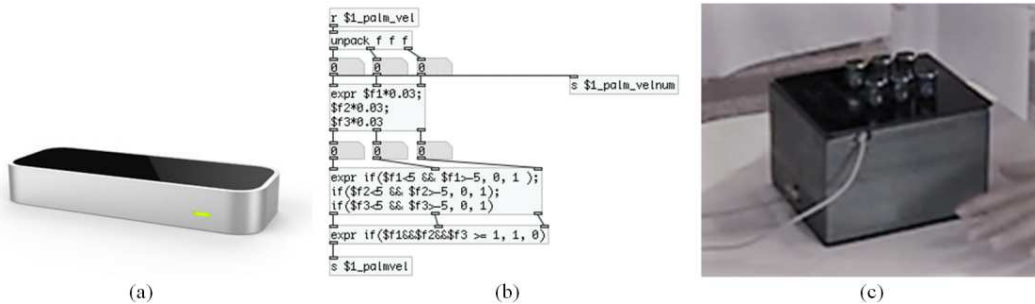 r $1_palm_vel
unpack f f f
0 0 0
s $1_palm_velnum
expr $f1*0.03;
$f2*0.03;
$f3*0.03
0 0 0
expr if($f1<5 && $f1>-5, 0, 1 );
if($f2<5 && $f2>-5, 0, 1);
if($f3<5 && $f3>-5, 0, 1)
expr if($f1&&$f2&&$f3 >= 1, 1, 0)
s $1_palmvel
(a) (b) (c)